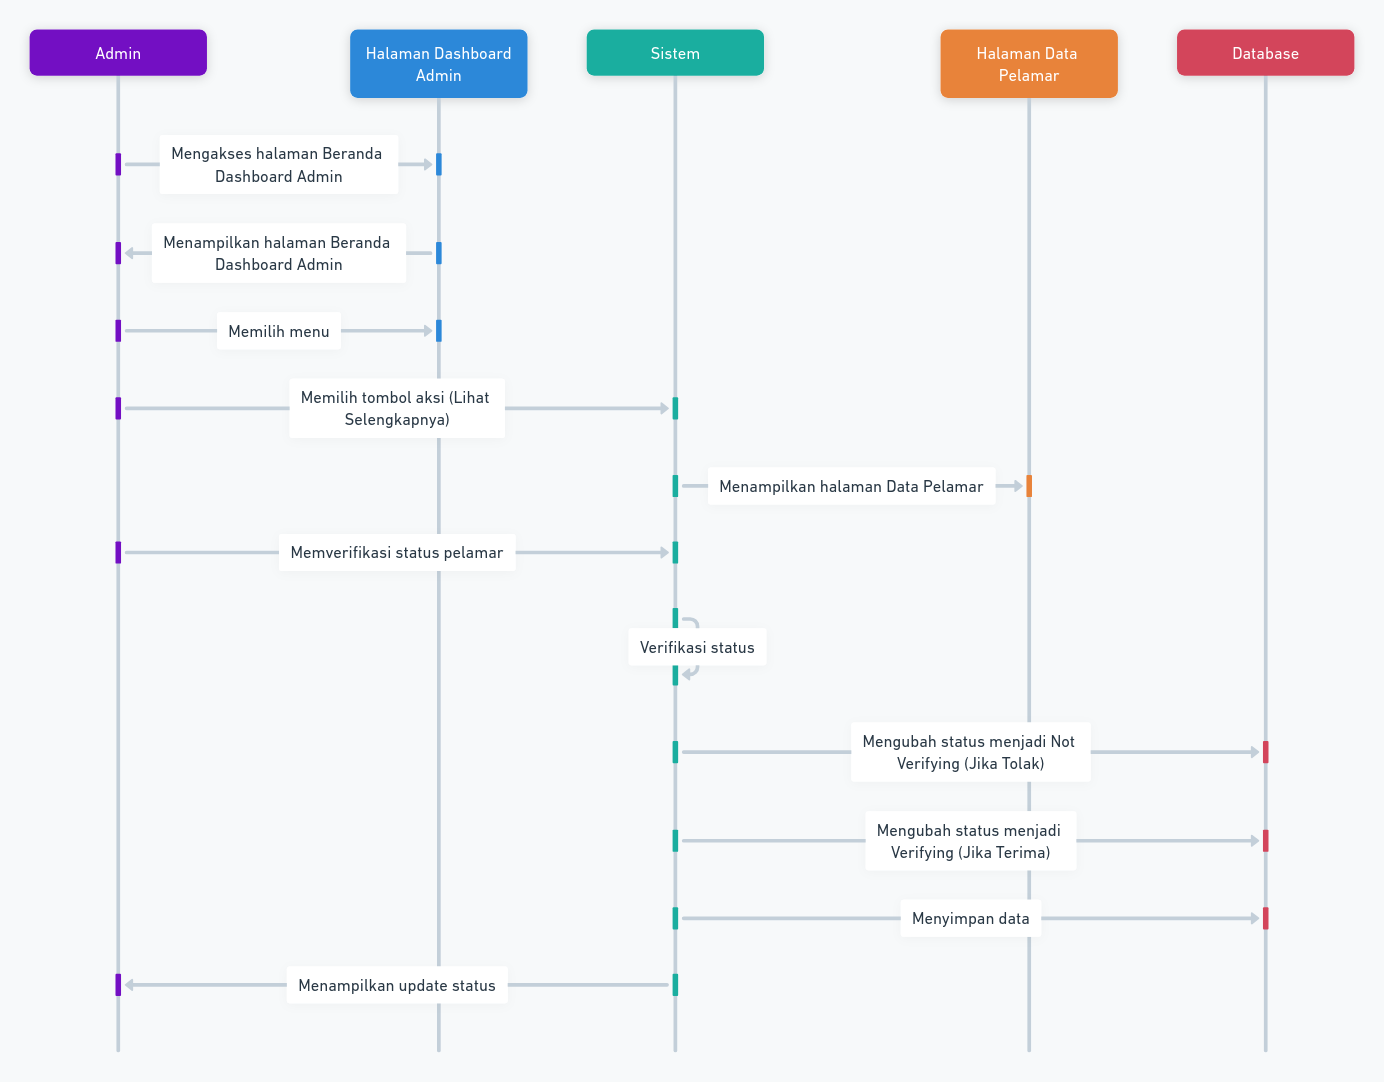 Admin
Halaman Dashboard
Admin
Sistem
Halaman Data
Pelamar
Database
Mengakses halaman Beranda
Dashboard Admin
Menampilkan halaman Beranda
Dashboard Admin
Memilih menu
Memilih tombol aksi (Lihat
Selengkapnya)
Menampilkan halaman Data Pelamar
Memverifikasi status pelamar
Verifikasi status
Mengubah status menjadi Not
Verifying (Jika Tolak)
Mengubah status menjadi
Verifying (Jika Terima)
Menyimpan data
Menampilkan update status